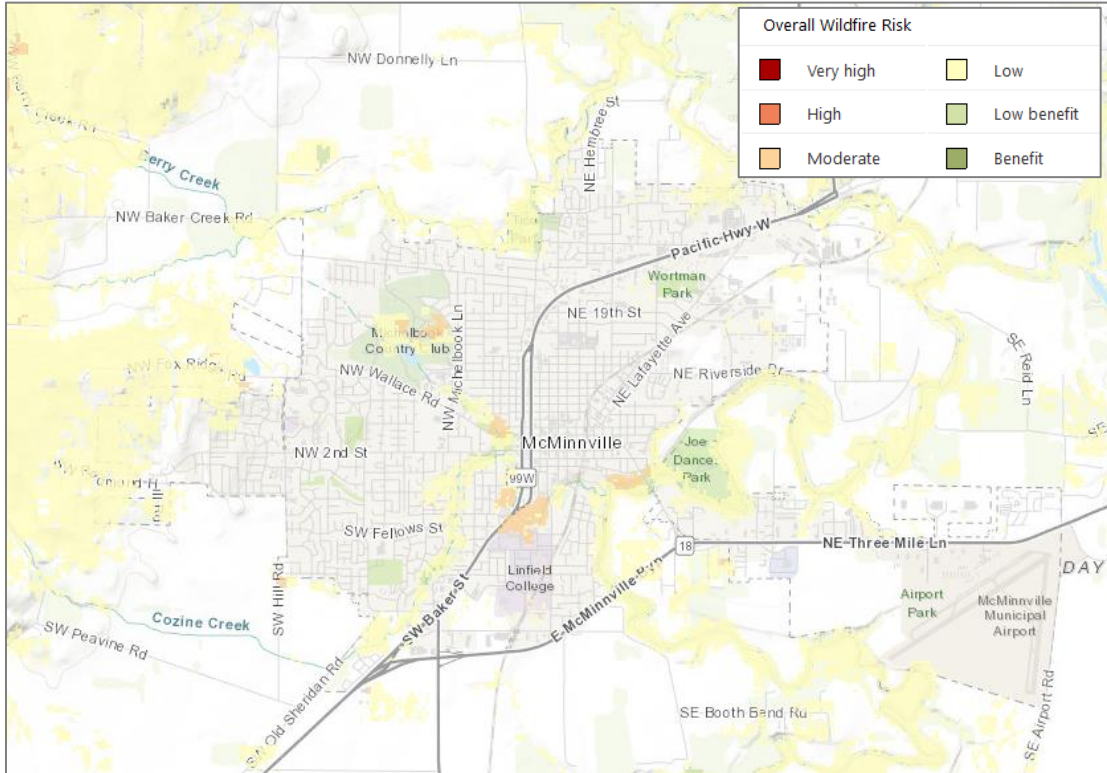 Overall Wildfire Risk
Very high
Low
High
Low benefit
Moderate
Benefit
NW Donnelly Ln
NE Hembree St
Creek Rd
Berry Creek
NW Baker Creek Rd
Pacific Hwy W
Wortman
Park
NE 19th St
Michelbook
Country Club
NW Michelbook Ln
NE Lafayette Ave
SE Reid Ln
NW Fox Ridge Rd
NW Wallace Rd
NE Riverside Dr
McMinnville
NW 2nd St
Joe
Dancer
Park
99W
SW Fellows St
18
NE Three Mile Ln
DAY
Linfield
College
SW Hill Rd
SW Baker St
E McMinnville Hwy
Airport
Park
McMinnville
Municipal
Airport
Cozine Creek
SW Peavine Rd
SW Old Sheridan Rd
SE Booth Bend Rd
SE Airport Rd